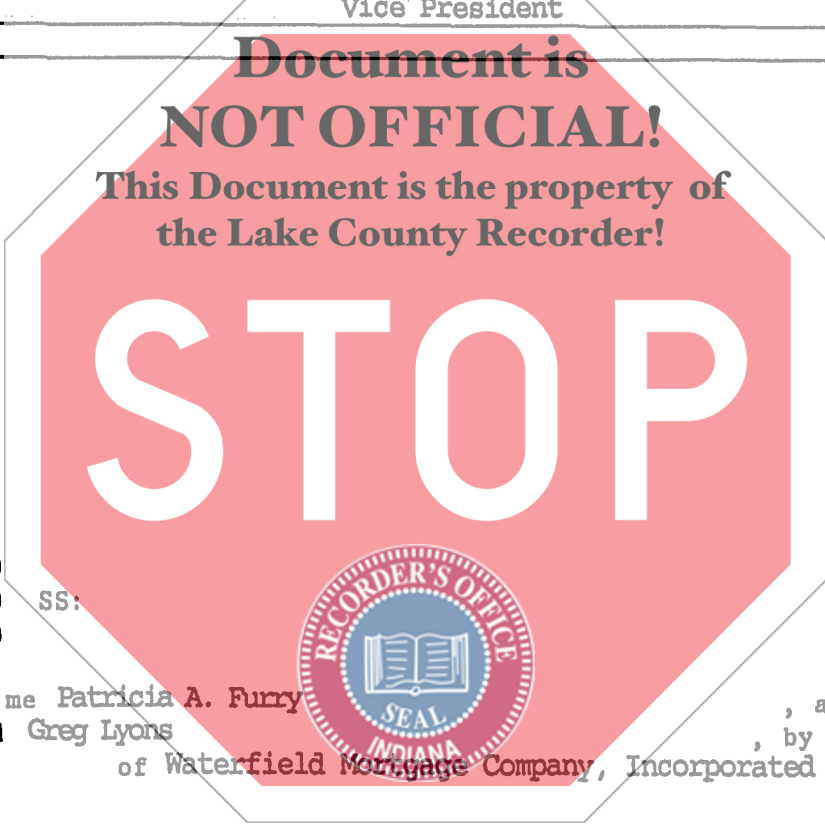 Vice President
Document is
NOT OFFICIAL!
This Document is the property of
the Lake County Recorder!
STOP
RECORDER'S OFFICE
SEAL
INDIANA
SS:
me Patricia A. Furry , a
Greg Lyons , by
of Waterfield Mortgage Company, Incorporated